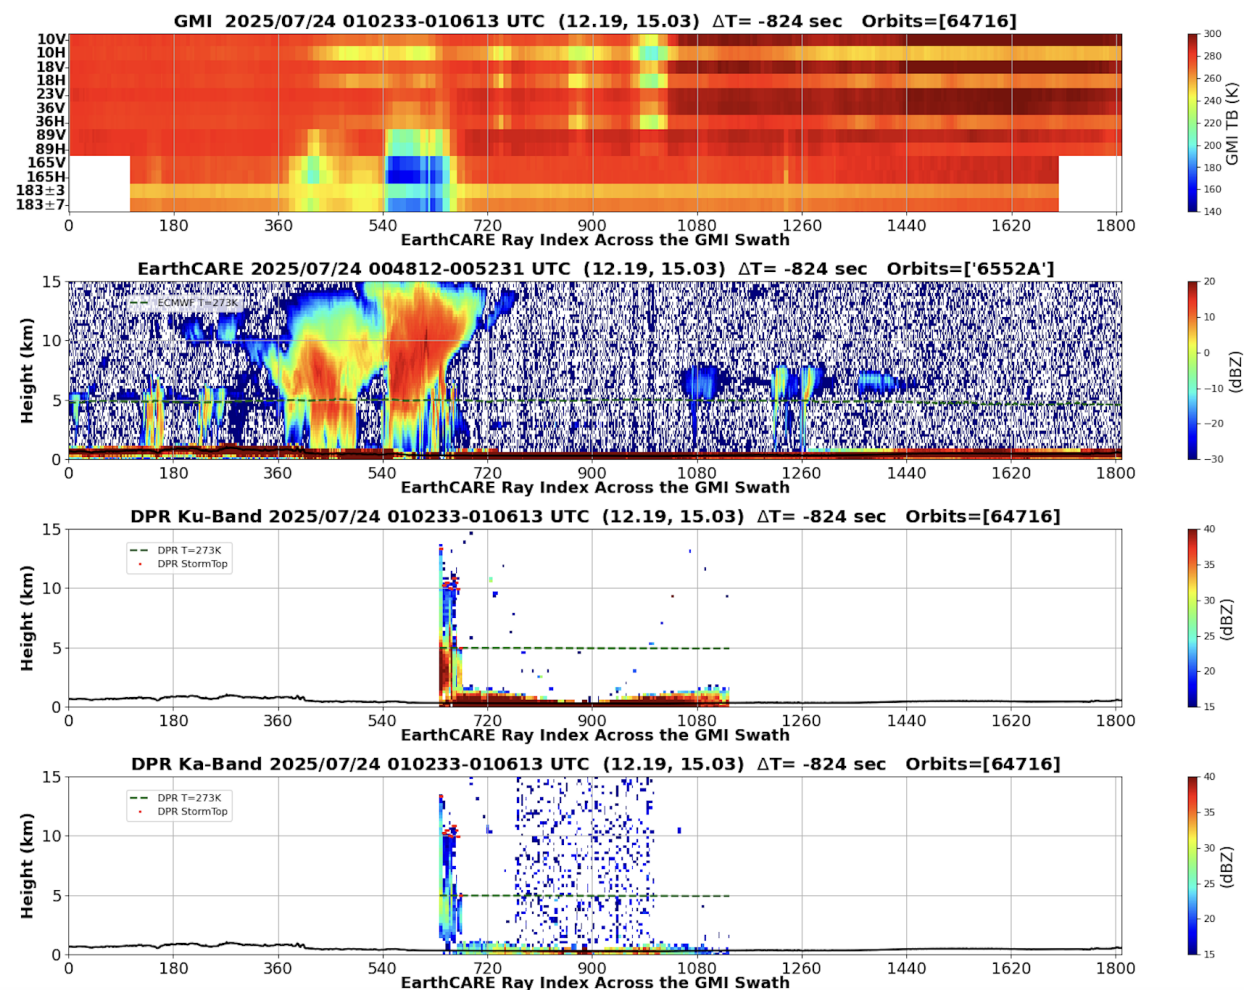 GMI  2025/07/24 010233-010613 UTC  (12.19, 15.03)  ΔT= -824 sec   Orbits=[64716]
10V
10H
18V
18H
23V
36V
36H
89V
89H
165V
165H
183±3
183±7
0 180 360 540 720 900 1080 1260 1440 1620 1800
EarthCARE Ray Index Across the GMI Swath
300
280
260
240
220
200
180
160
140
GMI TB (K)
EarthCARE 2025/07/24 004812-005231 UTC  (12.19, 15.03)  ΔT= -824 sec   Orbits=['6552A']
ECMWF T=273K
Height (km)
15
10
5
0
0 180 360 540 720 900 1080 1260 1440 1620 1800
EarthCARE Ray Index Across the GMI Swath
20
10
0
−10
−20
−30
(dBZ)
DPR Ku-Band 2025/07/24 010233-010613 UTC  (12.19, 15.03)  ΔT= -824 sec   Orbits=[64716]
DPR T=273K
DPR StormTop
Height (km)
15
10
5
0
0 180 360 540 720 900 1080 1260 1440 1620 1800
EarthCARE Ray Index Across the GMI Swath
40
35
30
25
20
15
(dBZ)
DPR Ka-Band 2025/07/24 010233-010613 UTC  (12.19, 15.03)  ΔT= -824 sec   Orbits=[64716]
DPR T=273K
DPR StormTop
Height (km)
15
10
5
0
0 180 360 540 720 900 1080 1260 1440 1620 1800
EarthCARE Ray Index Across the GMI Swath
40
35
30
25
20
15
(dBZ)